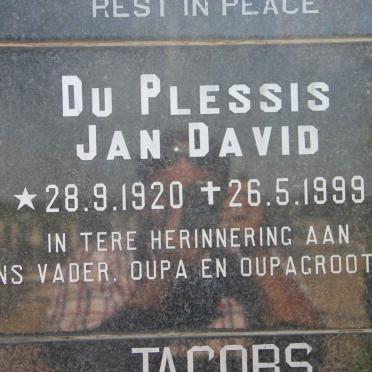 REST IN PEACE
DU PLESSIS
JAN DAVID
★ 28.9.1920 ✝ 26.5.1999
IN TERE HERINNERING AAN
NS VADER, OUPA EN OUPAGROOT
JACOBS